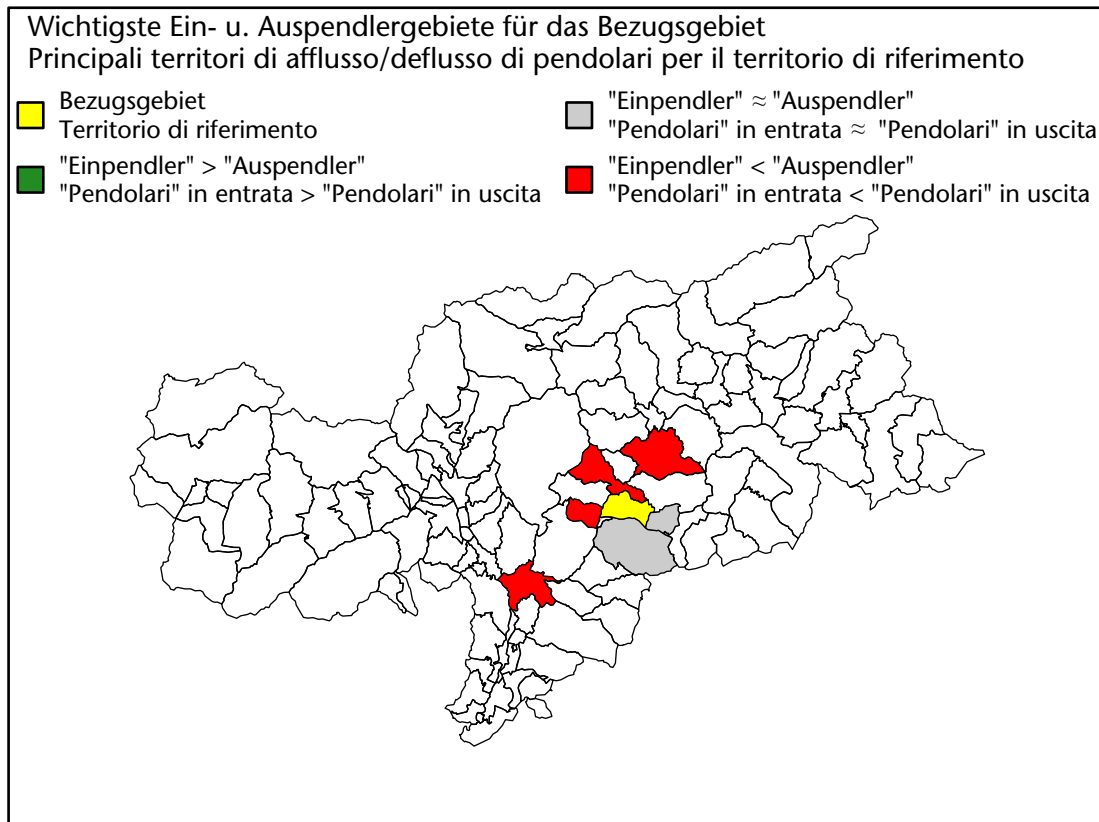 Wichtigste Ein- u. Auspendlergebiete für das Bezugsgebiet
Principali territori di afflusso/deflusso di pendolari per il territorio di riferimento
Bezugsgebiet
Territorio di riferimento
"Einpendler" > "Auspendler"
"Pendolari" in entrata > "Pendolari" in uscita
"Einpendler" ≈ "Auspendler"
"Pendolari" in entrata ≈ "Pendolari" in uscita
"Einpendler" < "Auspendler"
"Pendolari" in entrata < "Pendolari" in uscita